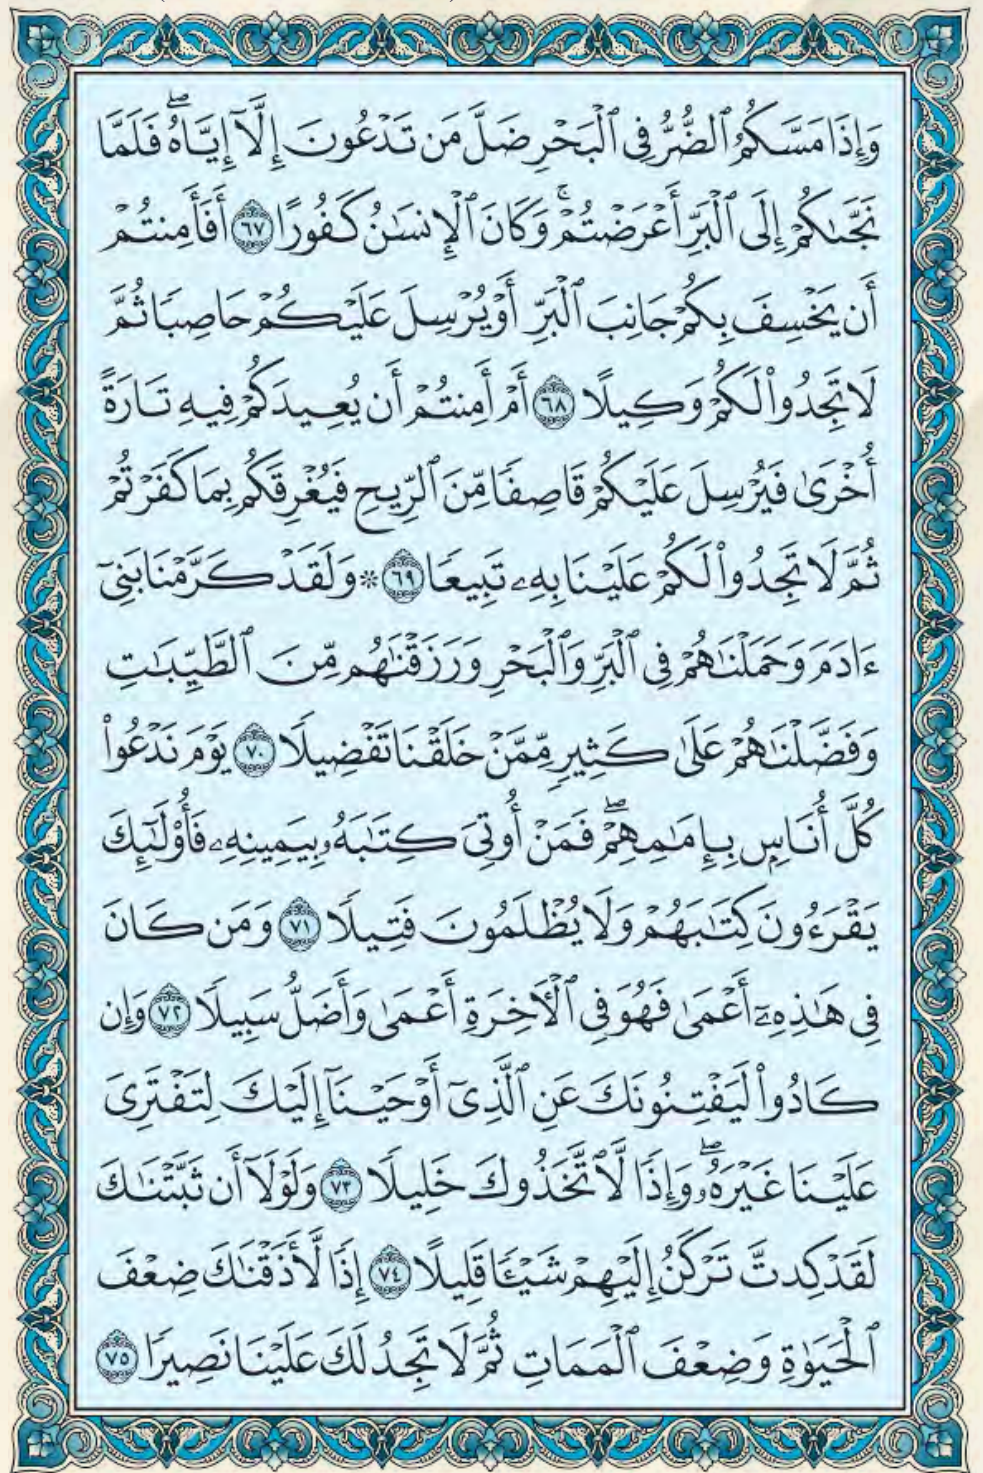 وَإِذَا مَسَّكُمُ ٱلضُّرُّ فِى ٱلْبَحْرِ ضَلَّ مَن تَدْعُونَ إِلَّآ إِيَّاهُ ۖ فَلَمَّا
نَجَّىٰكُمْ إِلَى ٱلْبَرِّ أَعْرَضْتُمْ ۚ وَكَانَ ٱلْإِنسَٰنُ كَفُورًا ٦٧ أَفَأَمِنتُمْ
أَن يَخْسِفَ بِكُمْ جَانِبَ ٱلْبَرِّ أَوْ يُرْسِلَ عَلَيْكُمْ حَاصِبًا ثُمَّ
لَا تَجِدُوا۟ لَكُمْ وَكِيلًا ٦٨ أَمْ أَمِنتُمْ أَن يُعِيدَكُمْ فِيهِ تَارَةً
أُخْرَىٰ فَيُرْسِلَ عَلَيْكُمْ قَاصِفًا مِّنَ ٱلرِّيحِ فَيُغْرِقَكُم بِمَا كَفَرْتُمْ
ثُمَّ لَا تَجِدُوا۟ لَكُمْ عَلَيْنَا بِهِۦ تَبِيعًا ٦٩ * وَلَقَدْ كَرَّمْنَا بَنِىٓ
ءَادَمَ وَحَمَلْنَٰهُمْ فِى ٱلْبَرِّ وَٱلْبَحْرِ وَرَزَقْنَٰهُم مِّنَ ٱلطَّيِّبَٰتِ
وَفَضَّلْنَٰهُمْ عَلَىٰ كَثِيرٍ مِّمَّنْ خَلَقْنَا تَفْضِيلًا ٧٠ يَوْمَ نَدْعُوا۟
كُلَّ أُنَاسٍۭ بِإِمَٰمِهِمْ ۖ فَمَنْ أُوتِىَ كِتَٰبَهُۥ بِيَمِينِهِۦ فَأُو۟لَٰٓئِكَ
يَقْرَءُونَ كِتَٰبَهُمْ وَلَا يُظْلَمُونَ فَتِيلًا ٧١ وَمَن كَانَ
فِى هَٰذِهِۦٓ أَعْمَىٰ فَهُوَ فِى ٱلْءَاخِرَةِ أَعْمَىٰ وَأَضَلُّ سَبِيلًا ٧٢ وَإِن
كَادُوا۟ لَيَفْتِنُونَكَ عَنِ ٱلَّذِىٓ أَوْحَيْنَآ إِلَيْكَ لِتَفْتَرِىَ
عَلَيْنَا غَيْرَهُۥ ۖ وَإِذًا لَّٱتَّخَذُوكَ خَلِيلًا ٧٣ وَلَوْلَآ أَن ثَبَّتْنَٰكَ
لَقَدْ كِدتَّ تَرْكَنُ إِلَيْهِمْ شَيْـًٔا قَلِيلًا ٧٤ إِذًا لَّأَذَقْنَٰكَ ضِعْفَ
ٱلْحَيَوٰةِ وَضِعْفَ ٱلْمَمَاتِ ثُمَّ لَا تَجِدُ لَكَ عَلَيْنَا نَصِيرًا ٧٥